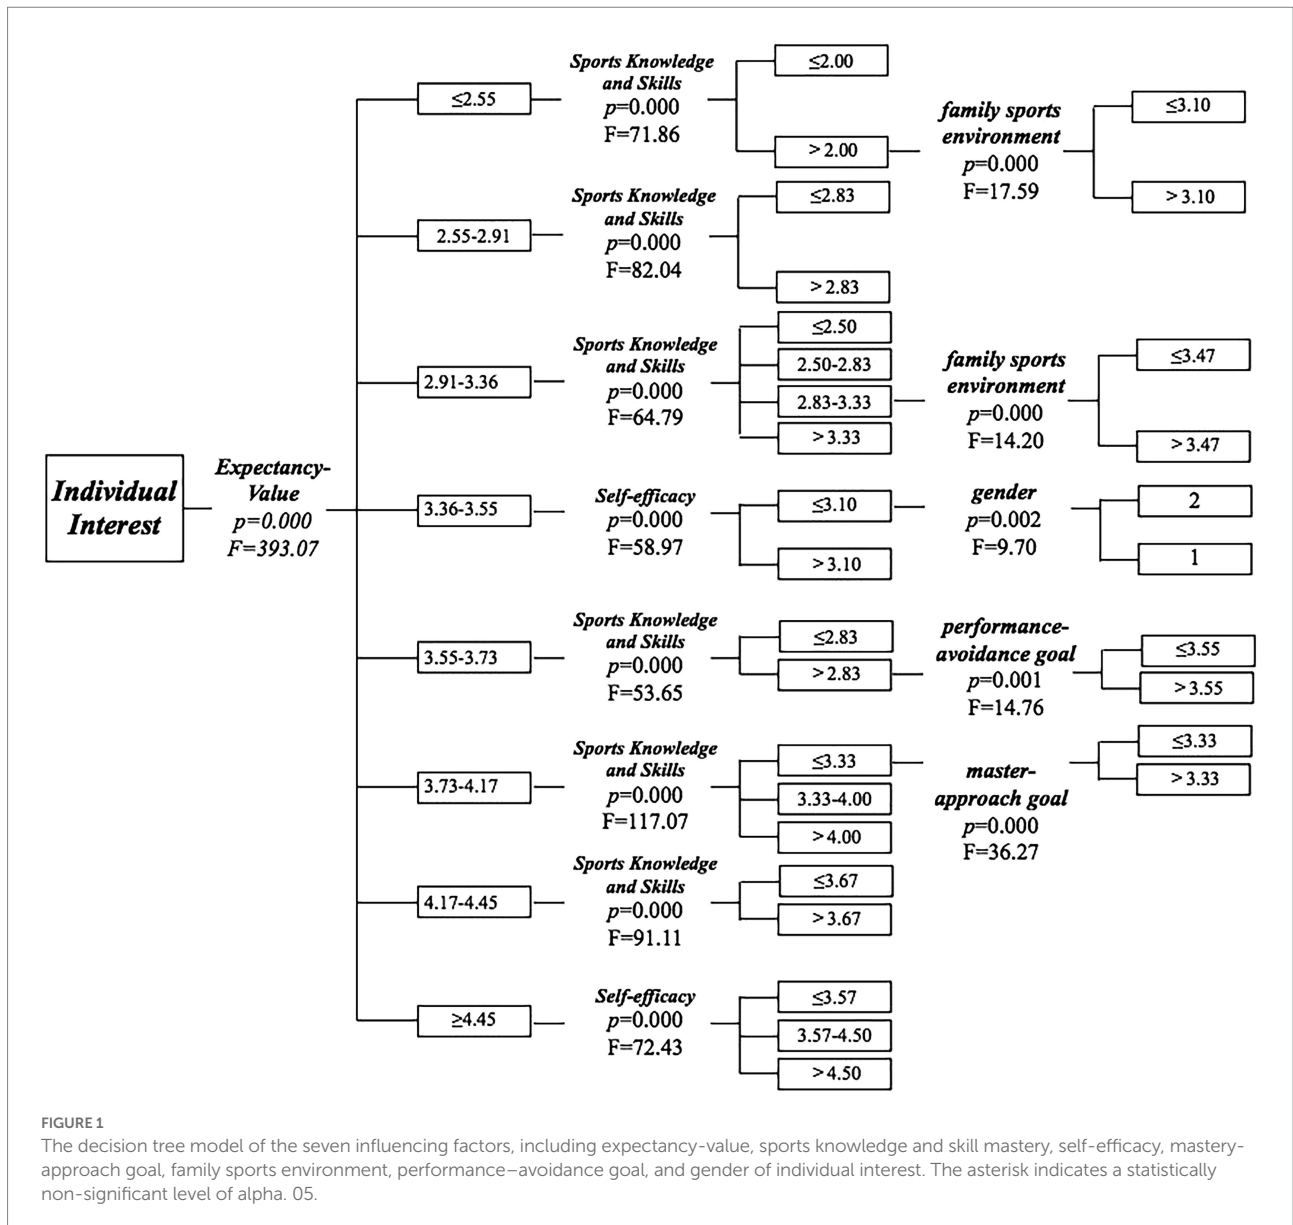 Individual
Interest
Expectancy-
Value
p=0.000
F=393.07
≤2.55
Sports Knowledge
and Skills
p=0.000
F=71.86
≤2.00
>2.00
family sports
environment
p=0.000
F=17.59
≤3.10
>3.10
2.55-2.91
Sports Knowledge
and Skills
p=0.000
F=82.04
≤2.83
>2.83
2.91-3.36
Sports Knowledge
and Skills
p=0.000
F=64.79
≤2.50
2.50-2.83
2.83-3.33
>3.33
family sports
environment
p=0.000
F=14.20
≤3.47
>3.47
3.36-3.55
Self-efficacy
p=0.000
F=58.97
≤3.10
>3.10
gender
p=0.002
F=9.70
2
1
3.55-3.73
Sports Knowledge
and Skills
p=0.000
F=53.65
≤2.83
>2.83
performance-
avoidance goal
p=0.001
F=14.76
≤3.55
>3.55
3.73-4.17
Sports Knowledge
and Skills
p=0.000
F=117.07
≤3.33
3.33-4.00
>4.00
master-
approach goal
p=0.000
F=36.27
≤3.33
>3.33
4.17-4.45
Sports Knowledge
and Skills
p=0.000
F=91.11
≤3.67
>3.67
≥4.45
Self-efficacy
p=0.000
F=72.43
≤3.57
3.57-4.50
>4.50
FIGURE 1
The decision tree model of the seven influencing factors, including expectancy-value, sports knowledge and skill mastery, self-efficacy, mastery-
approach goal, family sports environment, performance–avoidance goal, and gender of individual interest. The asterisk indicates a statistically
non-significant level of alpha. 05.